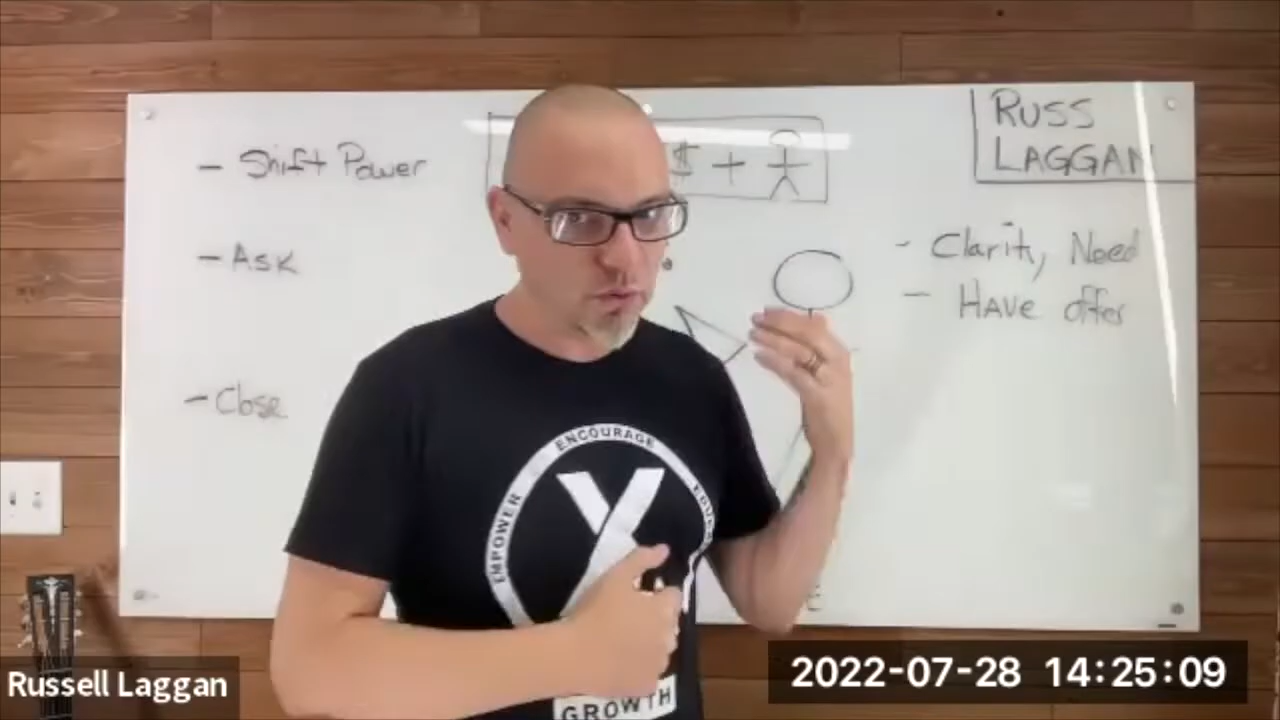 RUSS
LAGGAN
- Shift Power
$ +
- Ask
- Clarity, Need
- Have offer
- Close
ENCOURAGE
EMPOWER
GROWTH
Russell Laggan
2022-07-28 14:25:09